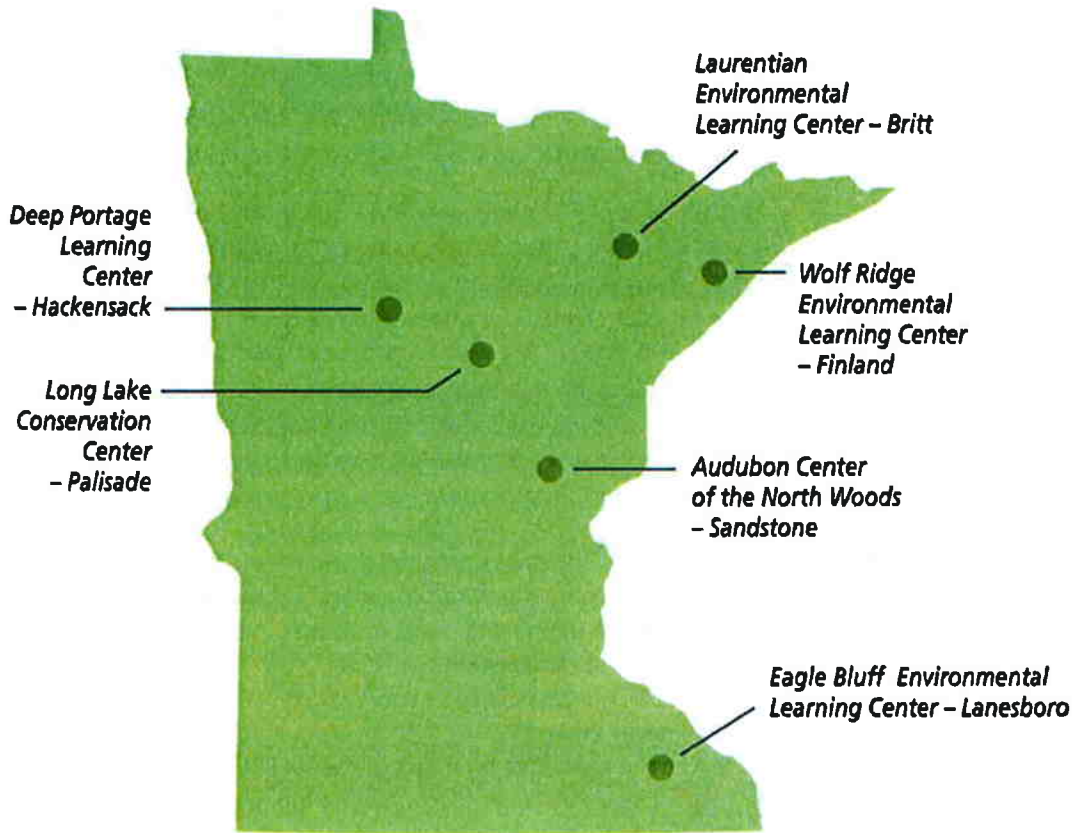 Laurentian
Environmental
Learning Center – Britt
Deep Portage
Learning
Center
– Hackensack
Wolf Ridge
Environmental
Learning Center
– Finland
Long Lake
Conservation
Center
– Palisade
Audubon Center
of the North Woods
– Sandstone
Eagle Bluff Environmental
Learning Center – Lanesboro